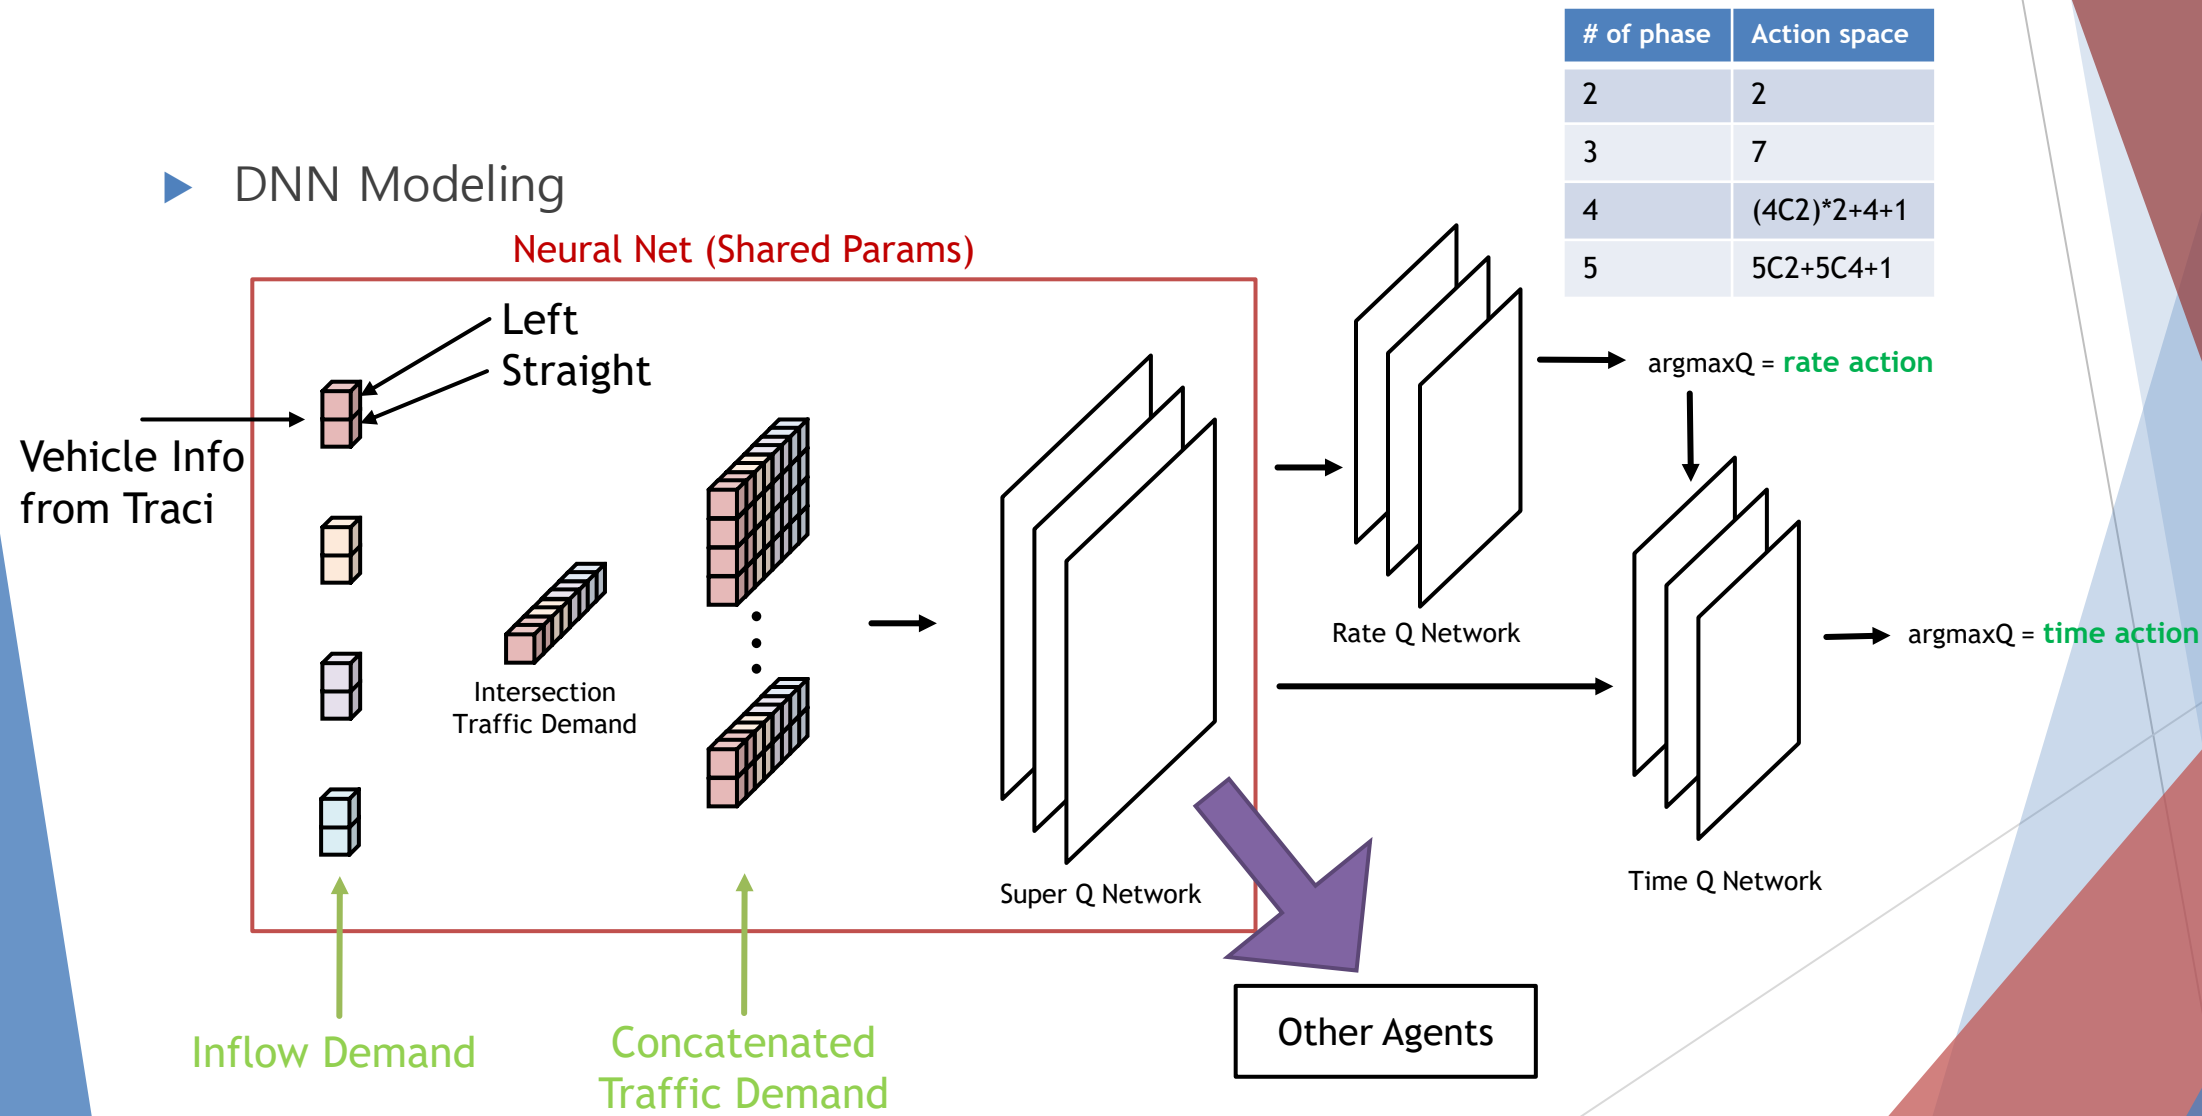 # of phase Action space
2 2
3 7
4 (4C2)*2+4+1
5 5C2+5C4+1
DNN Modeling
Neural Net (Shared Params)
Left
Straight
Vehicle Info
from Traci
Intersection
Traffic Demand
Super Q Network
argmaxQ = rate action
Rate Q Network
argmaxQ = time action
Time Q Network
Other Agents
Inflow Demand
Concatenated
Traffic Demand